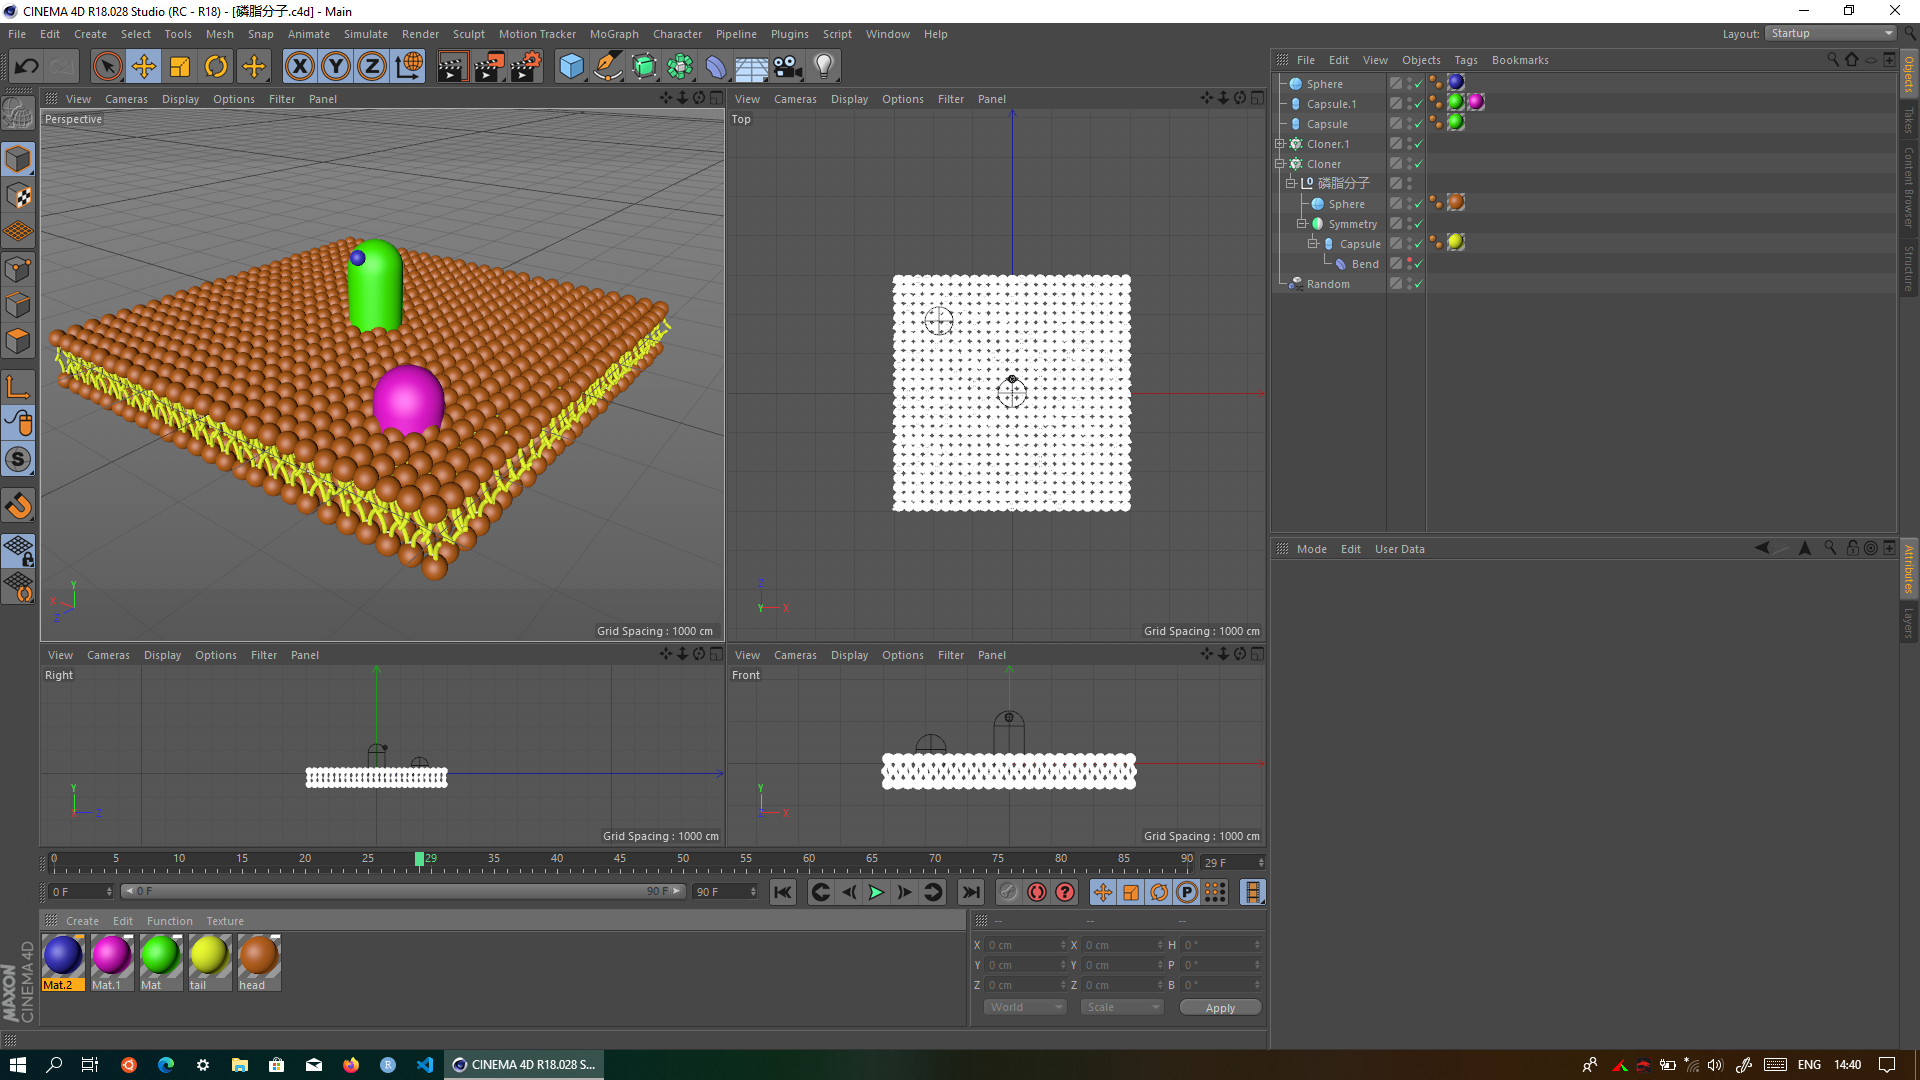 CINEMA 4D R18.028 Studio (RC - R18) - [磷脂分子.c4d] - Main
File Edit Create Select Tools Mesh Snap Animate Simulate Render Sculpt Motion Tracker MoGraph Character Pipeline Plugins Script Window Help
Layout: Startup
X Y Z
File Edit View Objects Tags Bookmarks
Sphere
Capsule.1
Capsule
Cloner.1
Cloner
磷脂分子
Sphere
Symmetry
Capsule
Bend
Random
Objects
Takes
Content Browser
Structure
View Cameras Display Options Filter Panel
Perspective
Y
X
Z
Grid Spacing : 1000 cm
View Cameras Display Options Filter Panel
Top
Z
Y X
Grid Spacing : 1000 cm
View Cameras Display Options Filter Panel
Right
Y
X Z
Grid Spacing : 1000 cm
View Cameras Display Options Filter Panel
Front
Y
Z X
Grid Spacing : 1000 cm
Mode Edit User Data
Attributes
Layers
0 5 10 15 20 25 29 35 40 45 50 55 60 65 70 75 80 85 90
29 F
0 F 0 F 90 F 90 F
P
Create Edit Function Texture
Mat.2 Mat.1 Mat tail head
MAXON
CINEMA 4D
-- -- --
X 0 cm X 0 cm H 0 °
Y 0 cm Y 0 cm P 0 °
Z 0 cm Z 0 cm B 0 °
World Scale Apply
CINEMA 4D R18.028 S...
ENG 14:40